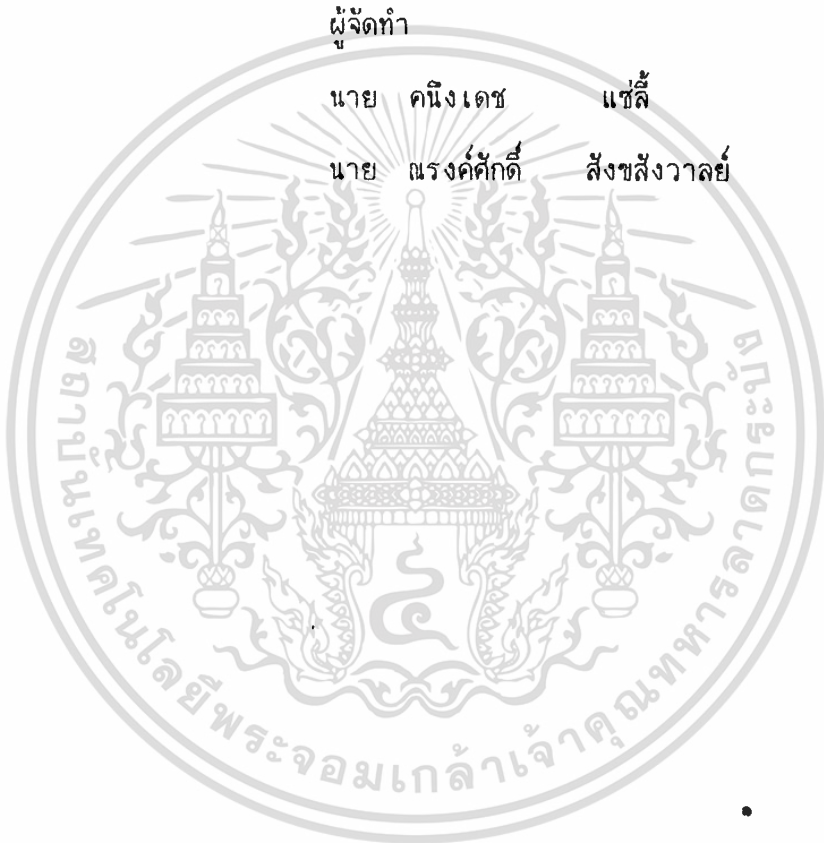 ผู้จัดทำ
นาย คนึงเดช แซ่ลี้
นาย ณรงค์ศักดิ์ สังขสังวาลย์
สถาบันเทคโนโลยีพระจอมเกล้าเจ้าคุณทหารลาดกระบัง
๔